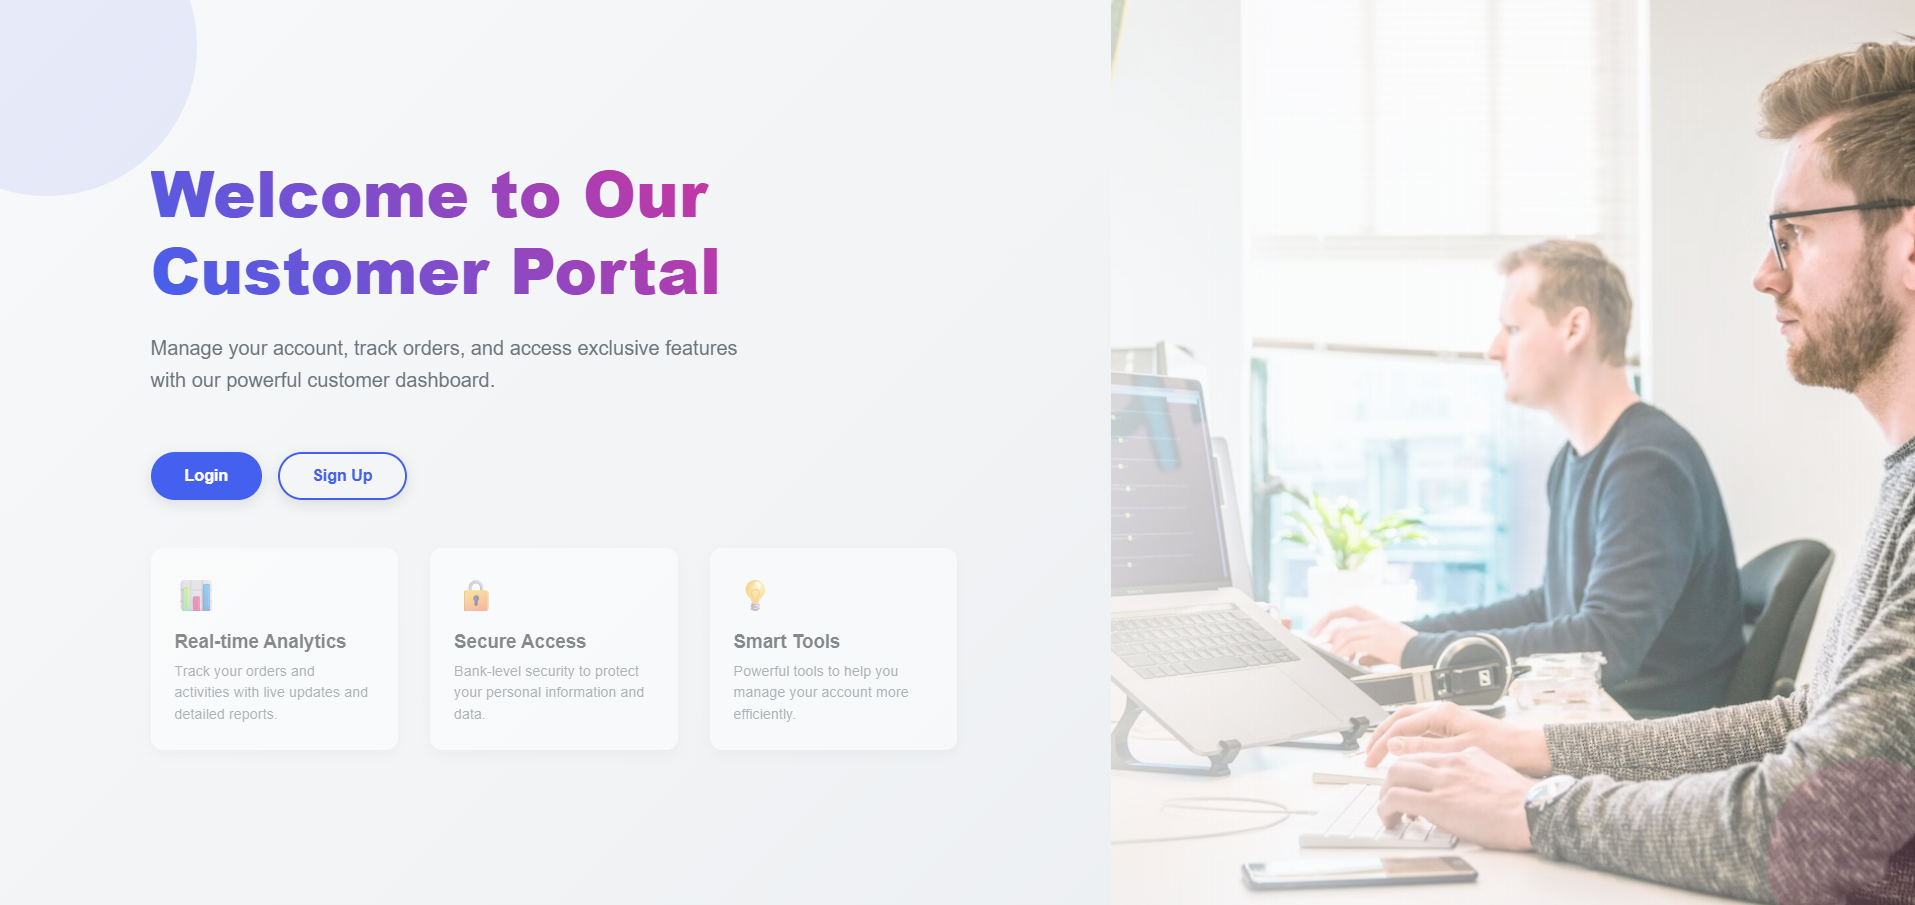 Welcome to Our
Customer Portal
Manage your account, track orders, and access exclusive features
with our powerful customer dashboard.
Login
Sign Up
Real-time Analytics
Track your orders and
activities with live updates and
detailed reports.
Secure Access
Bank-level security to protect
your personal information and
data.
Smart Tools
Powerful tools to help you
manage your account more
efficiently.